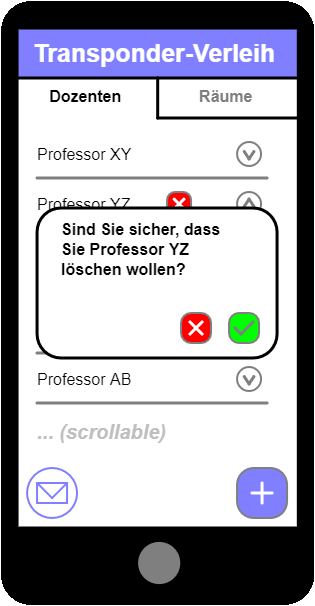 Transponder-Verleih
Dozenten
Räume
Professor XY
Professor YZ
Sind Sie sicher, dass
Sie Professor YZ
löschen wollen?
Professor AB
... (scrollable)